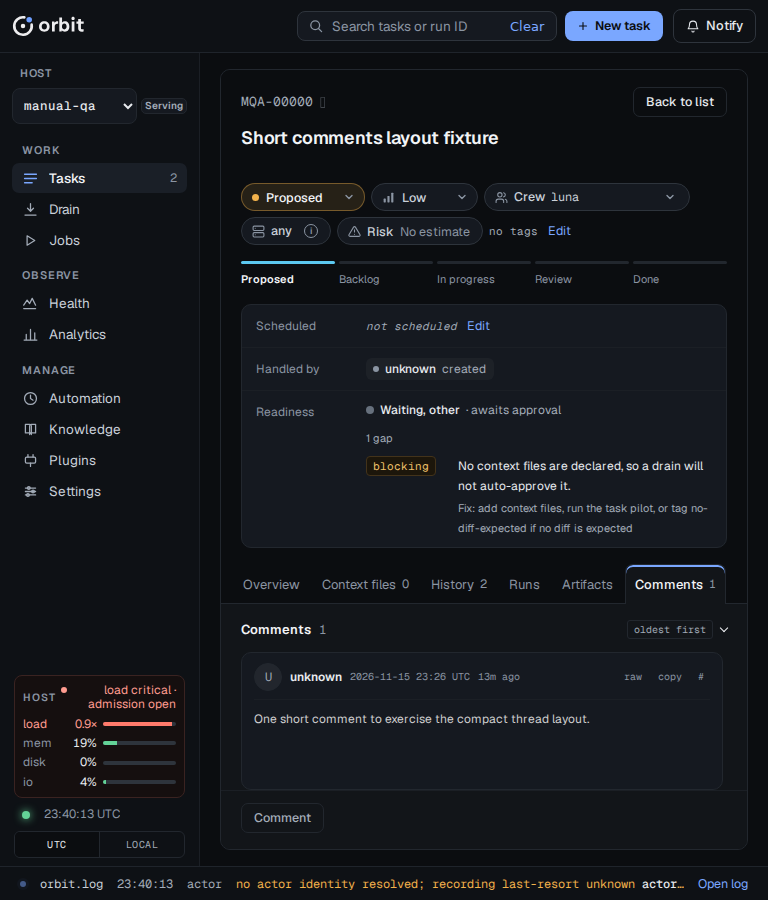 orbit
Search tasks or run ID
Clear
+ New task
Notify
HOST
manual-qa
Serving
WORK
Tasks 2
Drain
Jobs
OBSERVE
Health
Analytics
MANAGE
Automation
Knowledge
Plugins
Settings
HOST
load critical ·
admission open
load 0.9×
mem 19%
disk 0%
io 4%
23:40:13 UTC
UTC LOCAL
MQA-00000
Back to list
Short comments layout fixture
Proposed
Low
Crew luna
any
Risk No estimate
no tags Edit
Proposed Backlog In progress Review Done
Scheduled not scheduled Edit
Handled by unknown created
Readiness Waiting, other · awaits approval
1 gap
blocking No context files are declared, so a drain will
not auto-approve it.
Fix: add context files, run the task pilot, or tag no-
diff-expected if no diff is expected
Overview Context files 0 History 2 Runs Artifacts Comments 1
Comments 1
oldest first
U unknown 2026-11-15 23:26 UTC 13m ago raw copy #
One short comment to exercise the compact thread layout.
Comment
orbit.log 23:40:13 actor no actor identity resolved; recording last-resort unknown actor… Open log